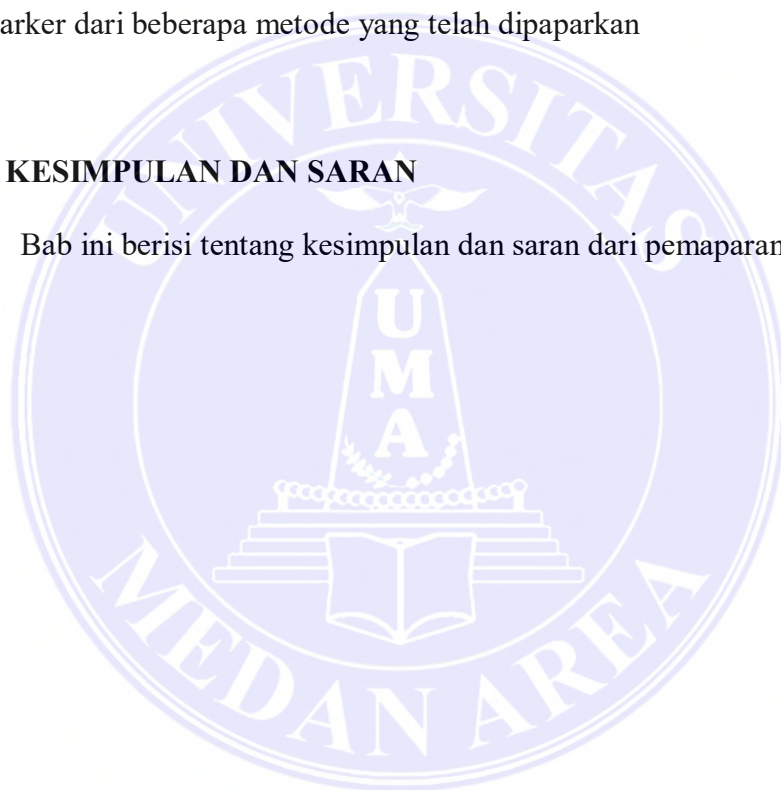 arker dari beberapa metode yang telah dipaparkan
KESIMPULAN DAN SARAN
Bab ini berisi tentang kesimpulan dan saran dari pemaparan
UNIVERSITAS
UMA
MEDAN AREA